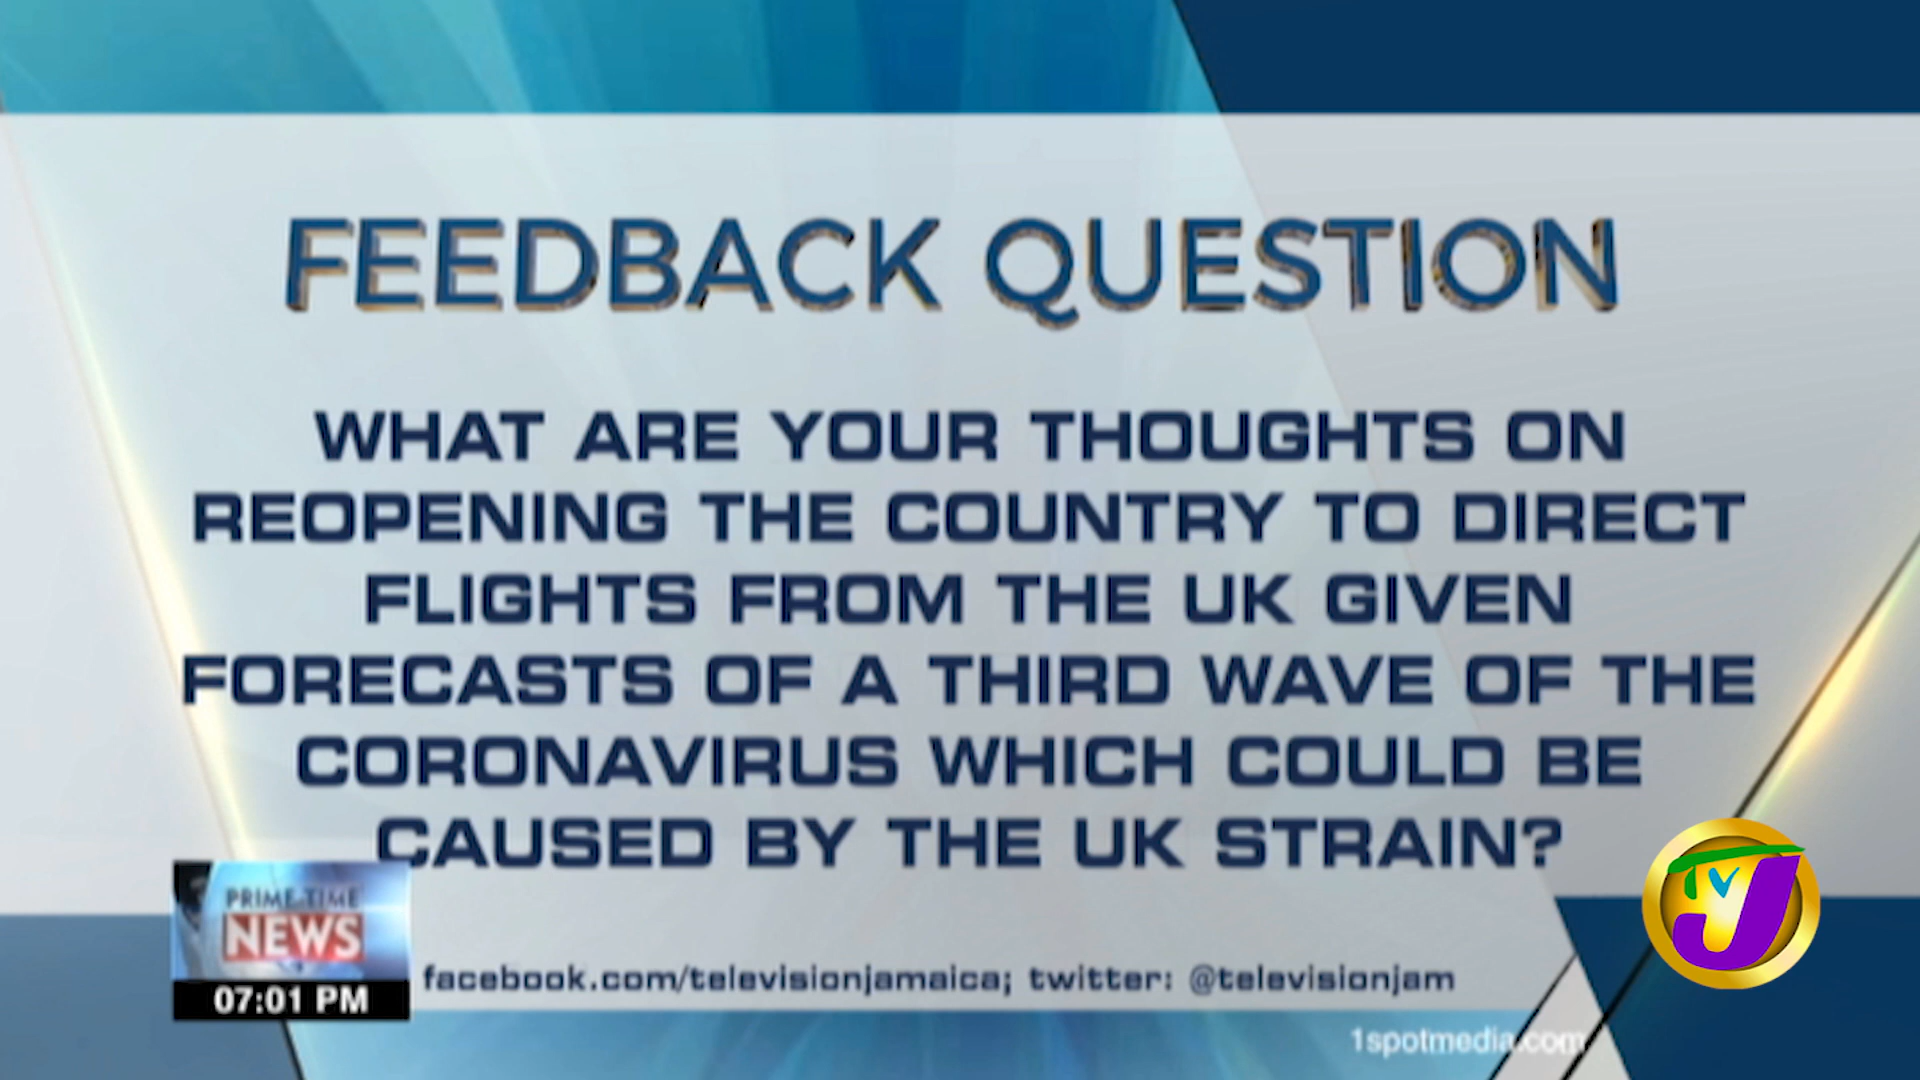 FEEDBACK QUESTION
WHAT ARE YOUR THOUGHTS ON
REOPENING THE COUNTRY TO DIRECT
FLIGHTS FROM THE UK GIVEN
FORECASTS OF A THIRD WAVE OF THE
CORONAVIRUS WHICH COULD BE
CAUSED BY THE UK STRAIN?
PRIME TIME
NEWS
TVJ
facebook.com/televisionjamaica; twitter: @televisionjam
07:01 PM
1spotmedia.com